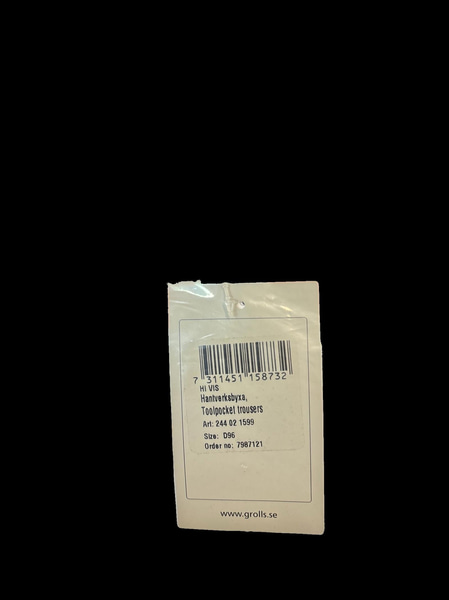 7 311451 158732
HI VIS
Hantverksbyxa,
Toolpocket trousers
Art: 244 02 1599
Size: D96
Order no: 7987121
www.grolls.se